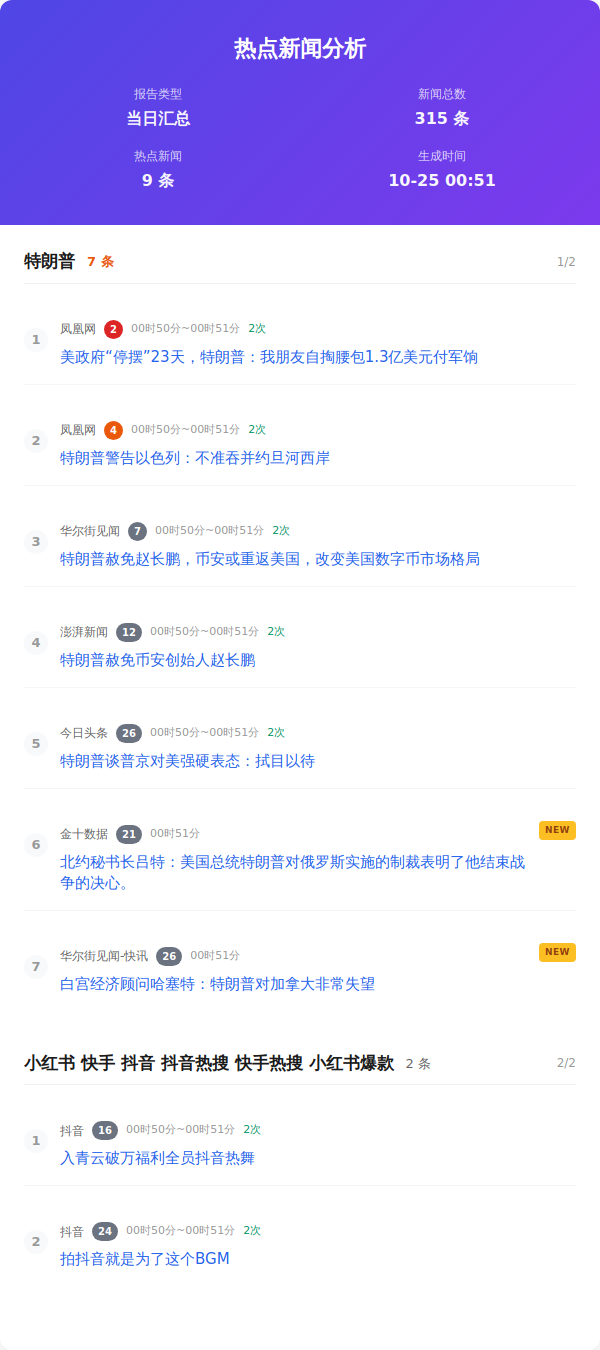 热点新闻分析
报告类型 新闻总数
当日汇总 315 条
热点新闻 生成时间
9 条 10-25 00:51
特朗普 7 条 1/2
1 凤凰网 2 00时50分~00时51分 2次
美政府“停摆”23天，特朗普：我朋友自掏腰包1.3亿美元付军饷
2 凤凰网 4 00时50分~00时51分 2次
特朗普警告以色列：不准吞并约旦河西岸
3 华尔街见闻 7 00时50分~00时51分 2次
特朗普赦免赵长鹏，币安或重返美国，改变美国数字币市场格局
4 澎湃新闻 12 00时50分~00时51分 2次
特朗普赦免币安创始人赵长鹏
5 今日头条 26 00时50分~00时51分 2次
特朗普谈普京对美强硬表态：拭目以待
6 金十数据 21 00时51分 NEW
北约秘书长吕特：美国总统特朗普对俄罗斯实施的制裁表明了他结束战
争的决心。
7 华尔街见闻-快讯 26 00时51分 NEW
白宫经济顾问哈塞特：特朗普对加拿大非常失望
小红书 快手 抖音 抖音热搜 快手热搜 小红书爆款 2 条 2/2
1 抖音 16 00时50分~00时51分 2次
入青云破万福利全员抖音热舞
2 抖音 24 00时50分~00时51分 2次
拍抖音就是为了这个BGM